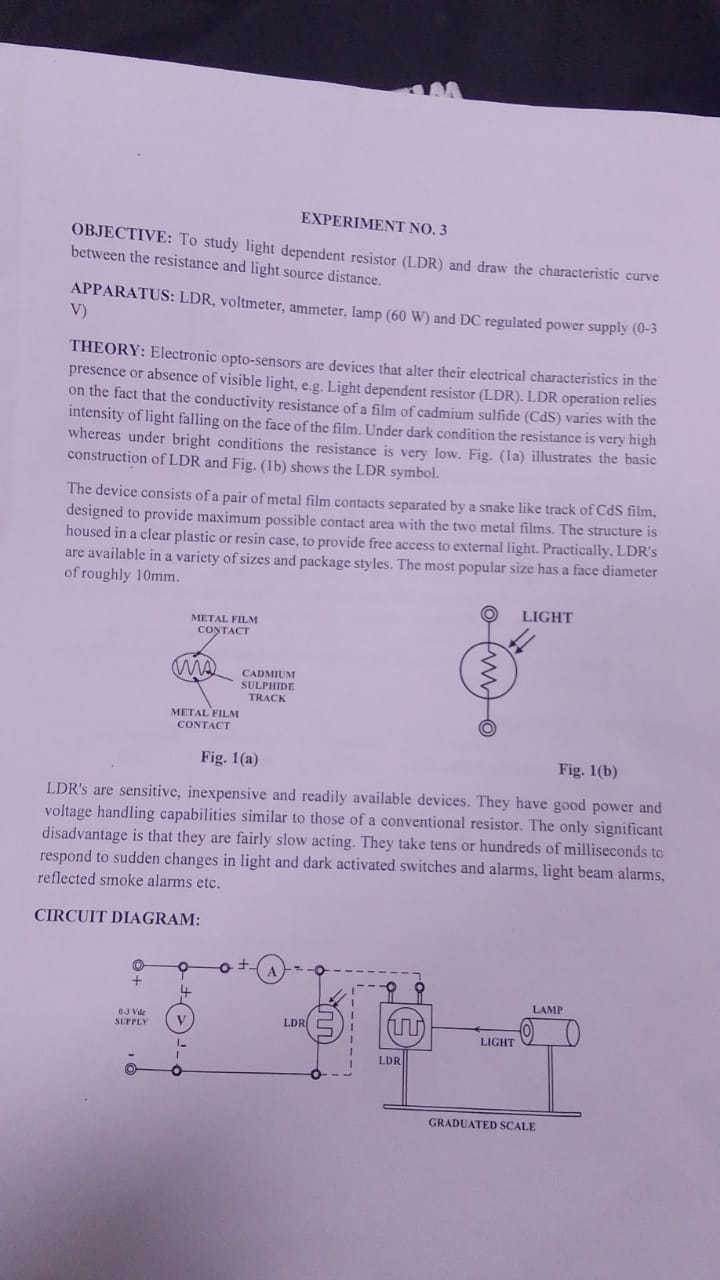 EXPERIMENT NO. 3
OBJECTIVE: To study light dependent resistor (LDR) and draw the characteristic curve
between the resistance and light source distance.
APPARATUS: LDR, voltmeter, ammeter, lamp (60 W) and DC regulated power supply (0-3
V)
THEORY: Electronic opto-sensors are devices that alter their electrical characteristics in the
presence or absence of visible light, e.g. Light dependent resistor (LDR). LDR operation relies
on the fact that the conductivity resistance of a film of cadmium sulfide (CdS) varies with the
intensity of light falling on the face of the film. Under dark condition the resistance is very high
whereas under bright conditions the resistance is very low. Fig. (1a) illustrates the basic
construction of LDR and Fig. (1b) shows the LDR symbol.
The device consists of a pair of metal film contacts separated by a snake like track of CdS film,
designed to provide maximum possible contact area with the two metal films. The structure is
housed in a clear plastic or resin case, to provide free access to external light. Practically, LDR's
are available in a variety of sizes and package styles. The most popular size has a face diameter
of roughly 10mm.
METAL FILM
CONTACT
CADMIUM
SULPHIDE
TRACK
METAL FILM
CONTACT
Fig. 1(a)
LIGHT
Fig. 1(b)
LDR's are sensitive, inexpensive and readily available devices. They have good power and
voltage handling capabilities similar to those of a conventional resistor. The only significant
disadvantage is that they are fairly slow acting. They take tens or hundreds of milliseconds to
respond to sudden changes in light and dark activated switches and alarms, light beam alarms,
reflected smoke alarms etc.
CIRCUIT DIAGRAM:
+
0-3 Vdc
SUPPLY
-
+
V
-
+
A
-
LDR
LDR
LIGHT
LAMP
GRADUATED SCALE